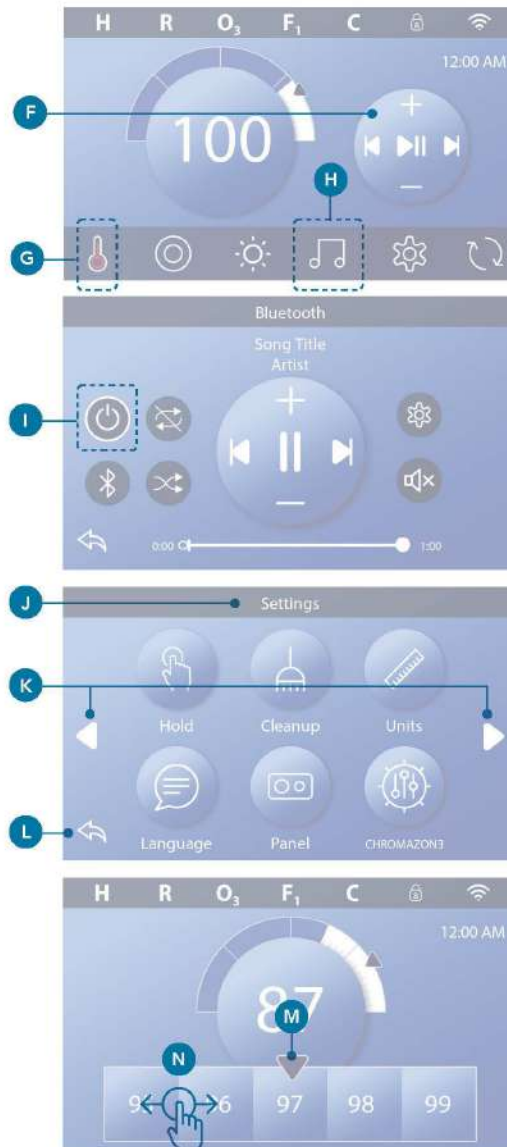 H R O3 F1 C
12:00 AM
F
100
H
G
Bluetooth
Song Title
Artist
I
0:00 1:00
J
Settings
K
Hold Cleanup Units
L
Language Panel CHROMAZON3
H R O3 F1 C
12:00 AM
87
M
N
97 98 99